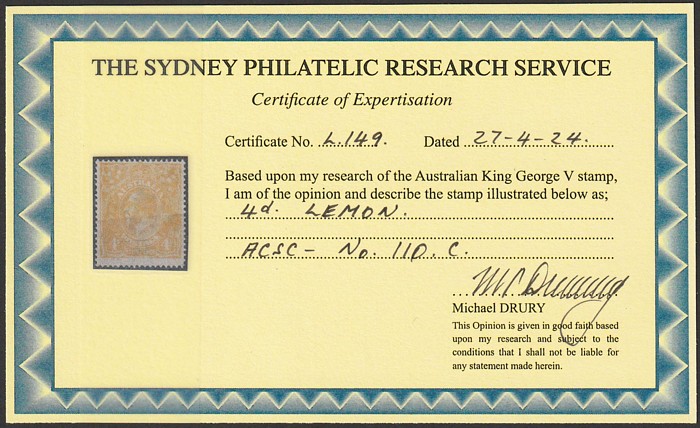 THE SYDNEY PHILATELIC RESEARCH SERVICE
Certificate of Expertisation
Certificate No. L.149. Dated 27-4-24.
Based upon my research of the Australian King George V stamp,
I am of the opinion and describe the stamp illustrated below as;
4d. LEMON.
ACSC - No. 110. C.
AUSTRALIA
M P Drury
Michael DRURY
This Opinion is given in good faith based
upon my research and subject to the
conditions that I shall not be liable for
any statement made herein.